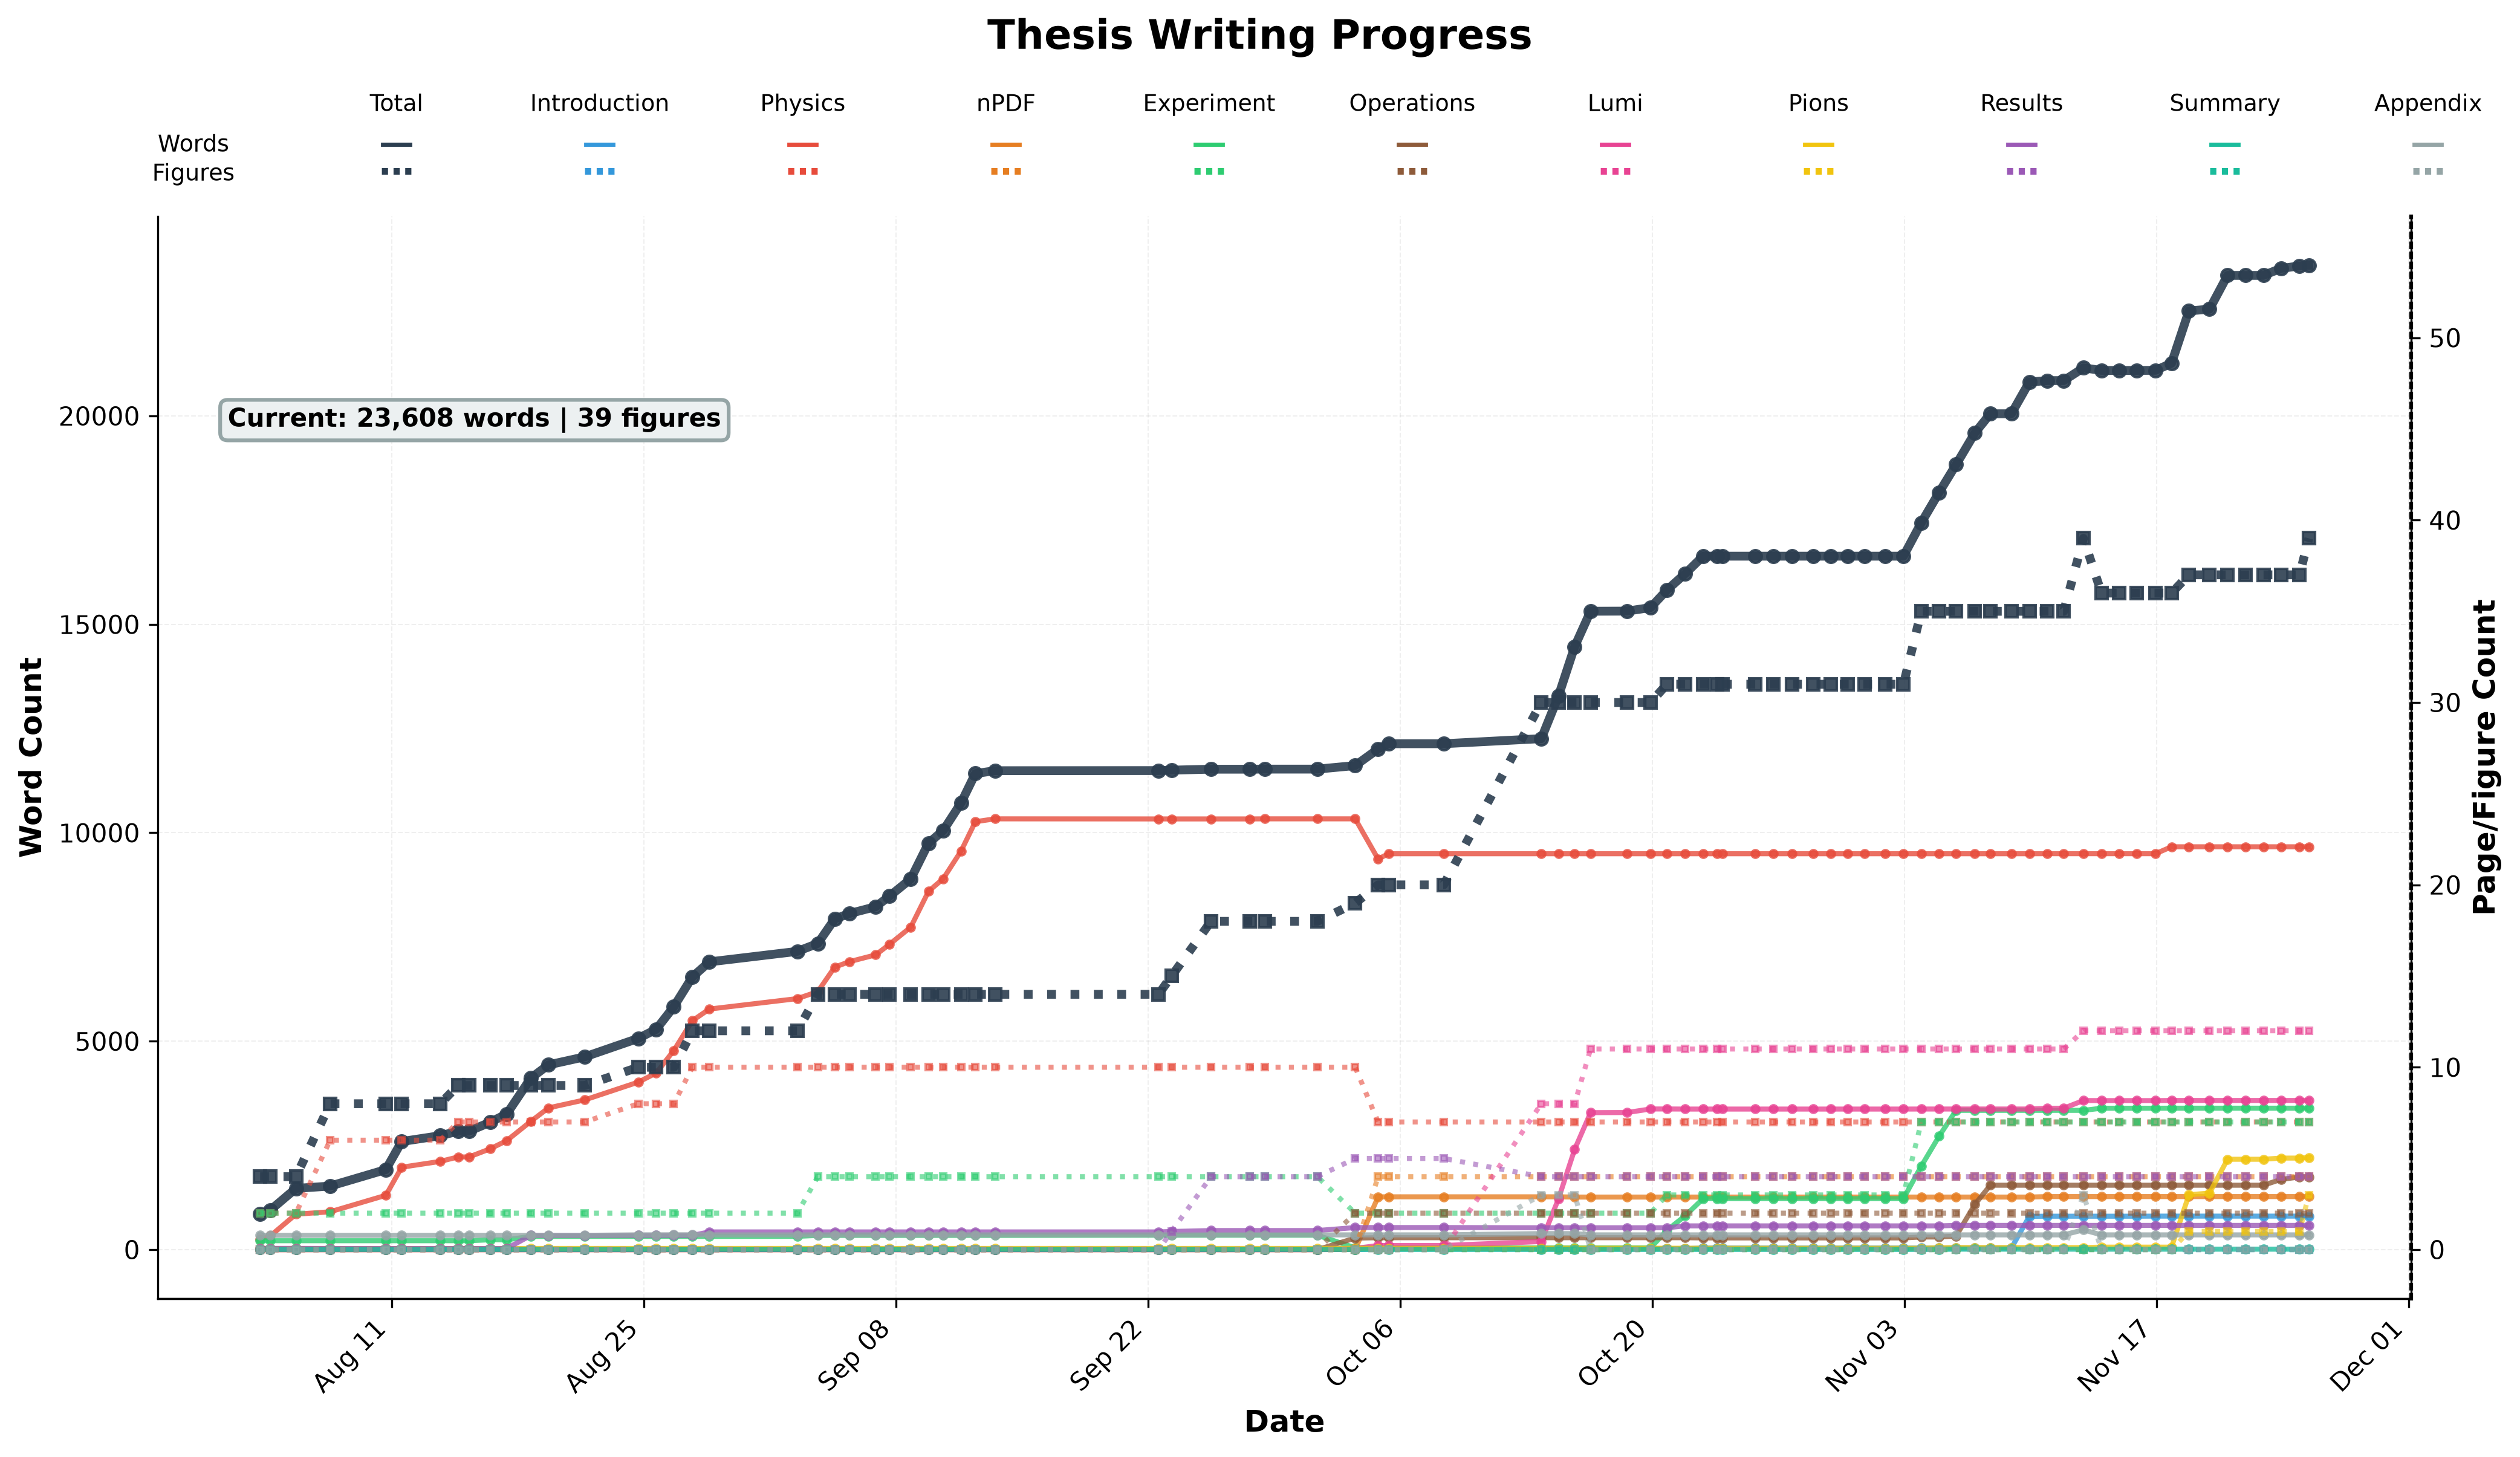 Thesis Writing Progress
Total Introduction Physics nPDF Experiment Operations Lumi Pions Results Summary Appendix
Words
Figures
Current: 23,608 words | 39 figures
Word Count
20000
15000
10000
5000
0
Page/Figure Count
50
40
30
20
10
0
Aug 11 Aug 25 Sep 08 Sep 22 Oct 06 Oct 20 Nov 03 Nov 17 Dec 01
Date